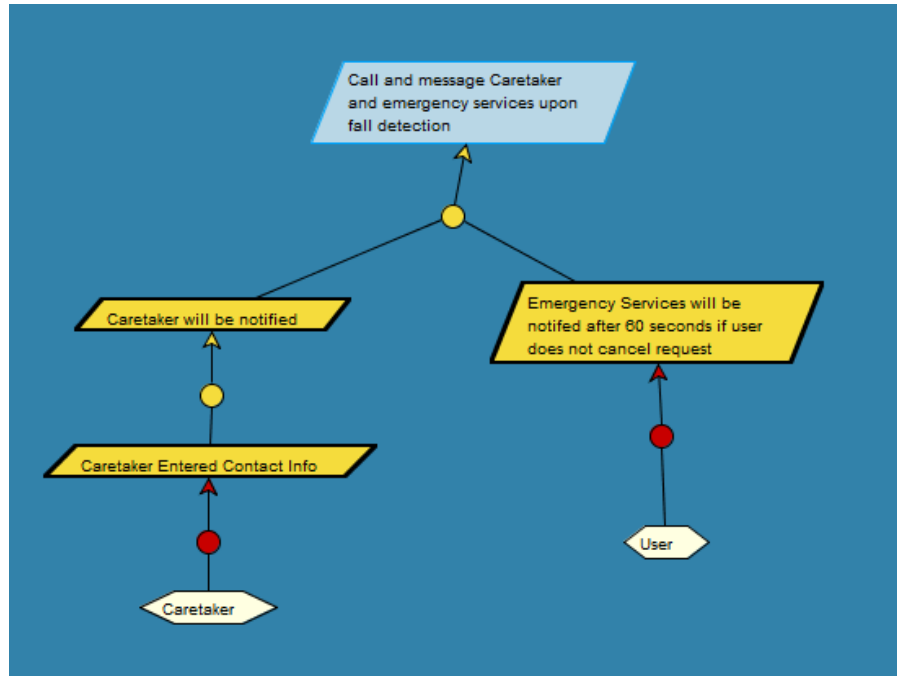 Call and message Caretaker
and emergency services upon
fall detection
Caretaker will be notified
Emergency Services will be
notifed after 60 seconds if user
does not cancel request
Caretaker Entered Contact Info
User
Caretaker